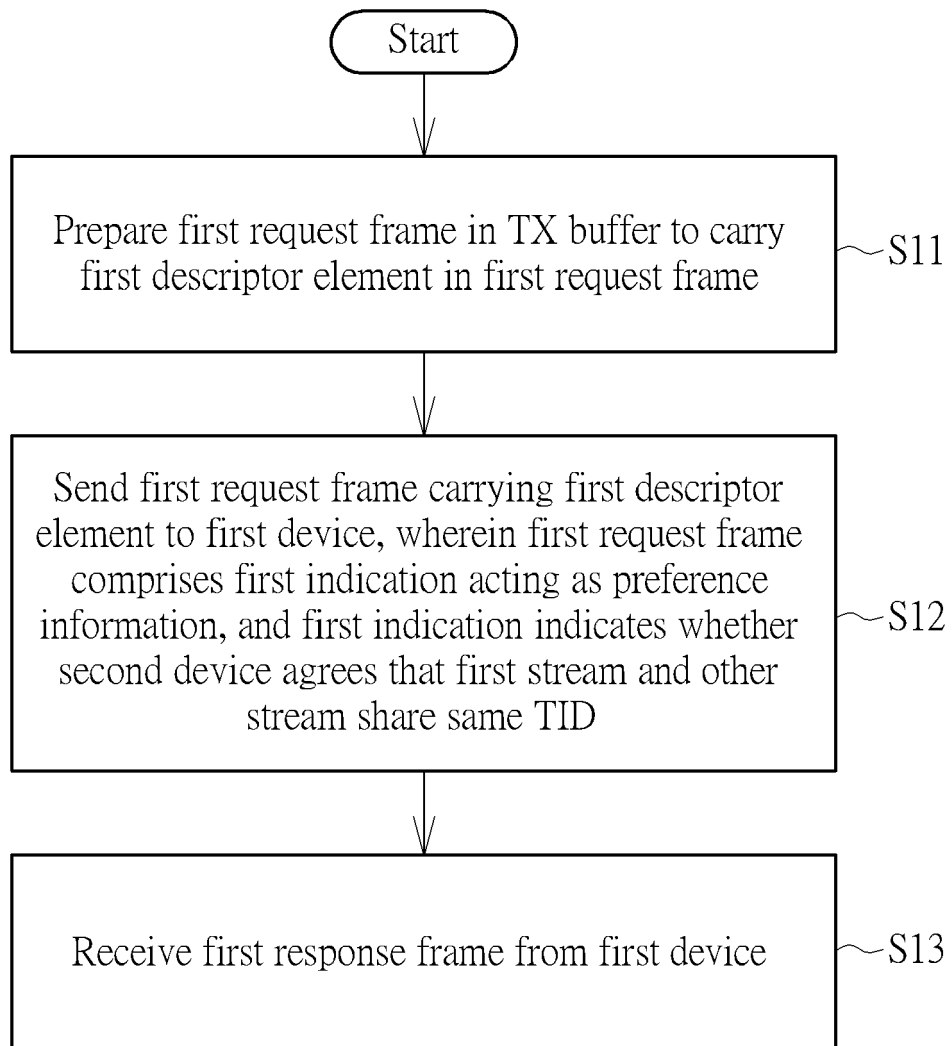 Start
Prepare first request frame in TX buffer to carry
first descriptor element in first request frame
S11
Send first request frame carrying first descriptor
element to first device, wherein first request frame
comprises first indication acting as preference
information, and first indication indicates whether
second device agrees that first stream and other
stream share same TID
S12
Receive first response frame from first device
S13